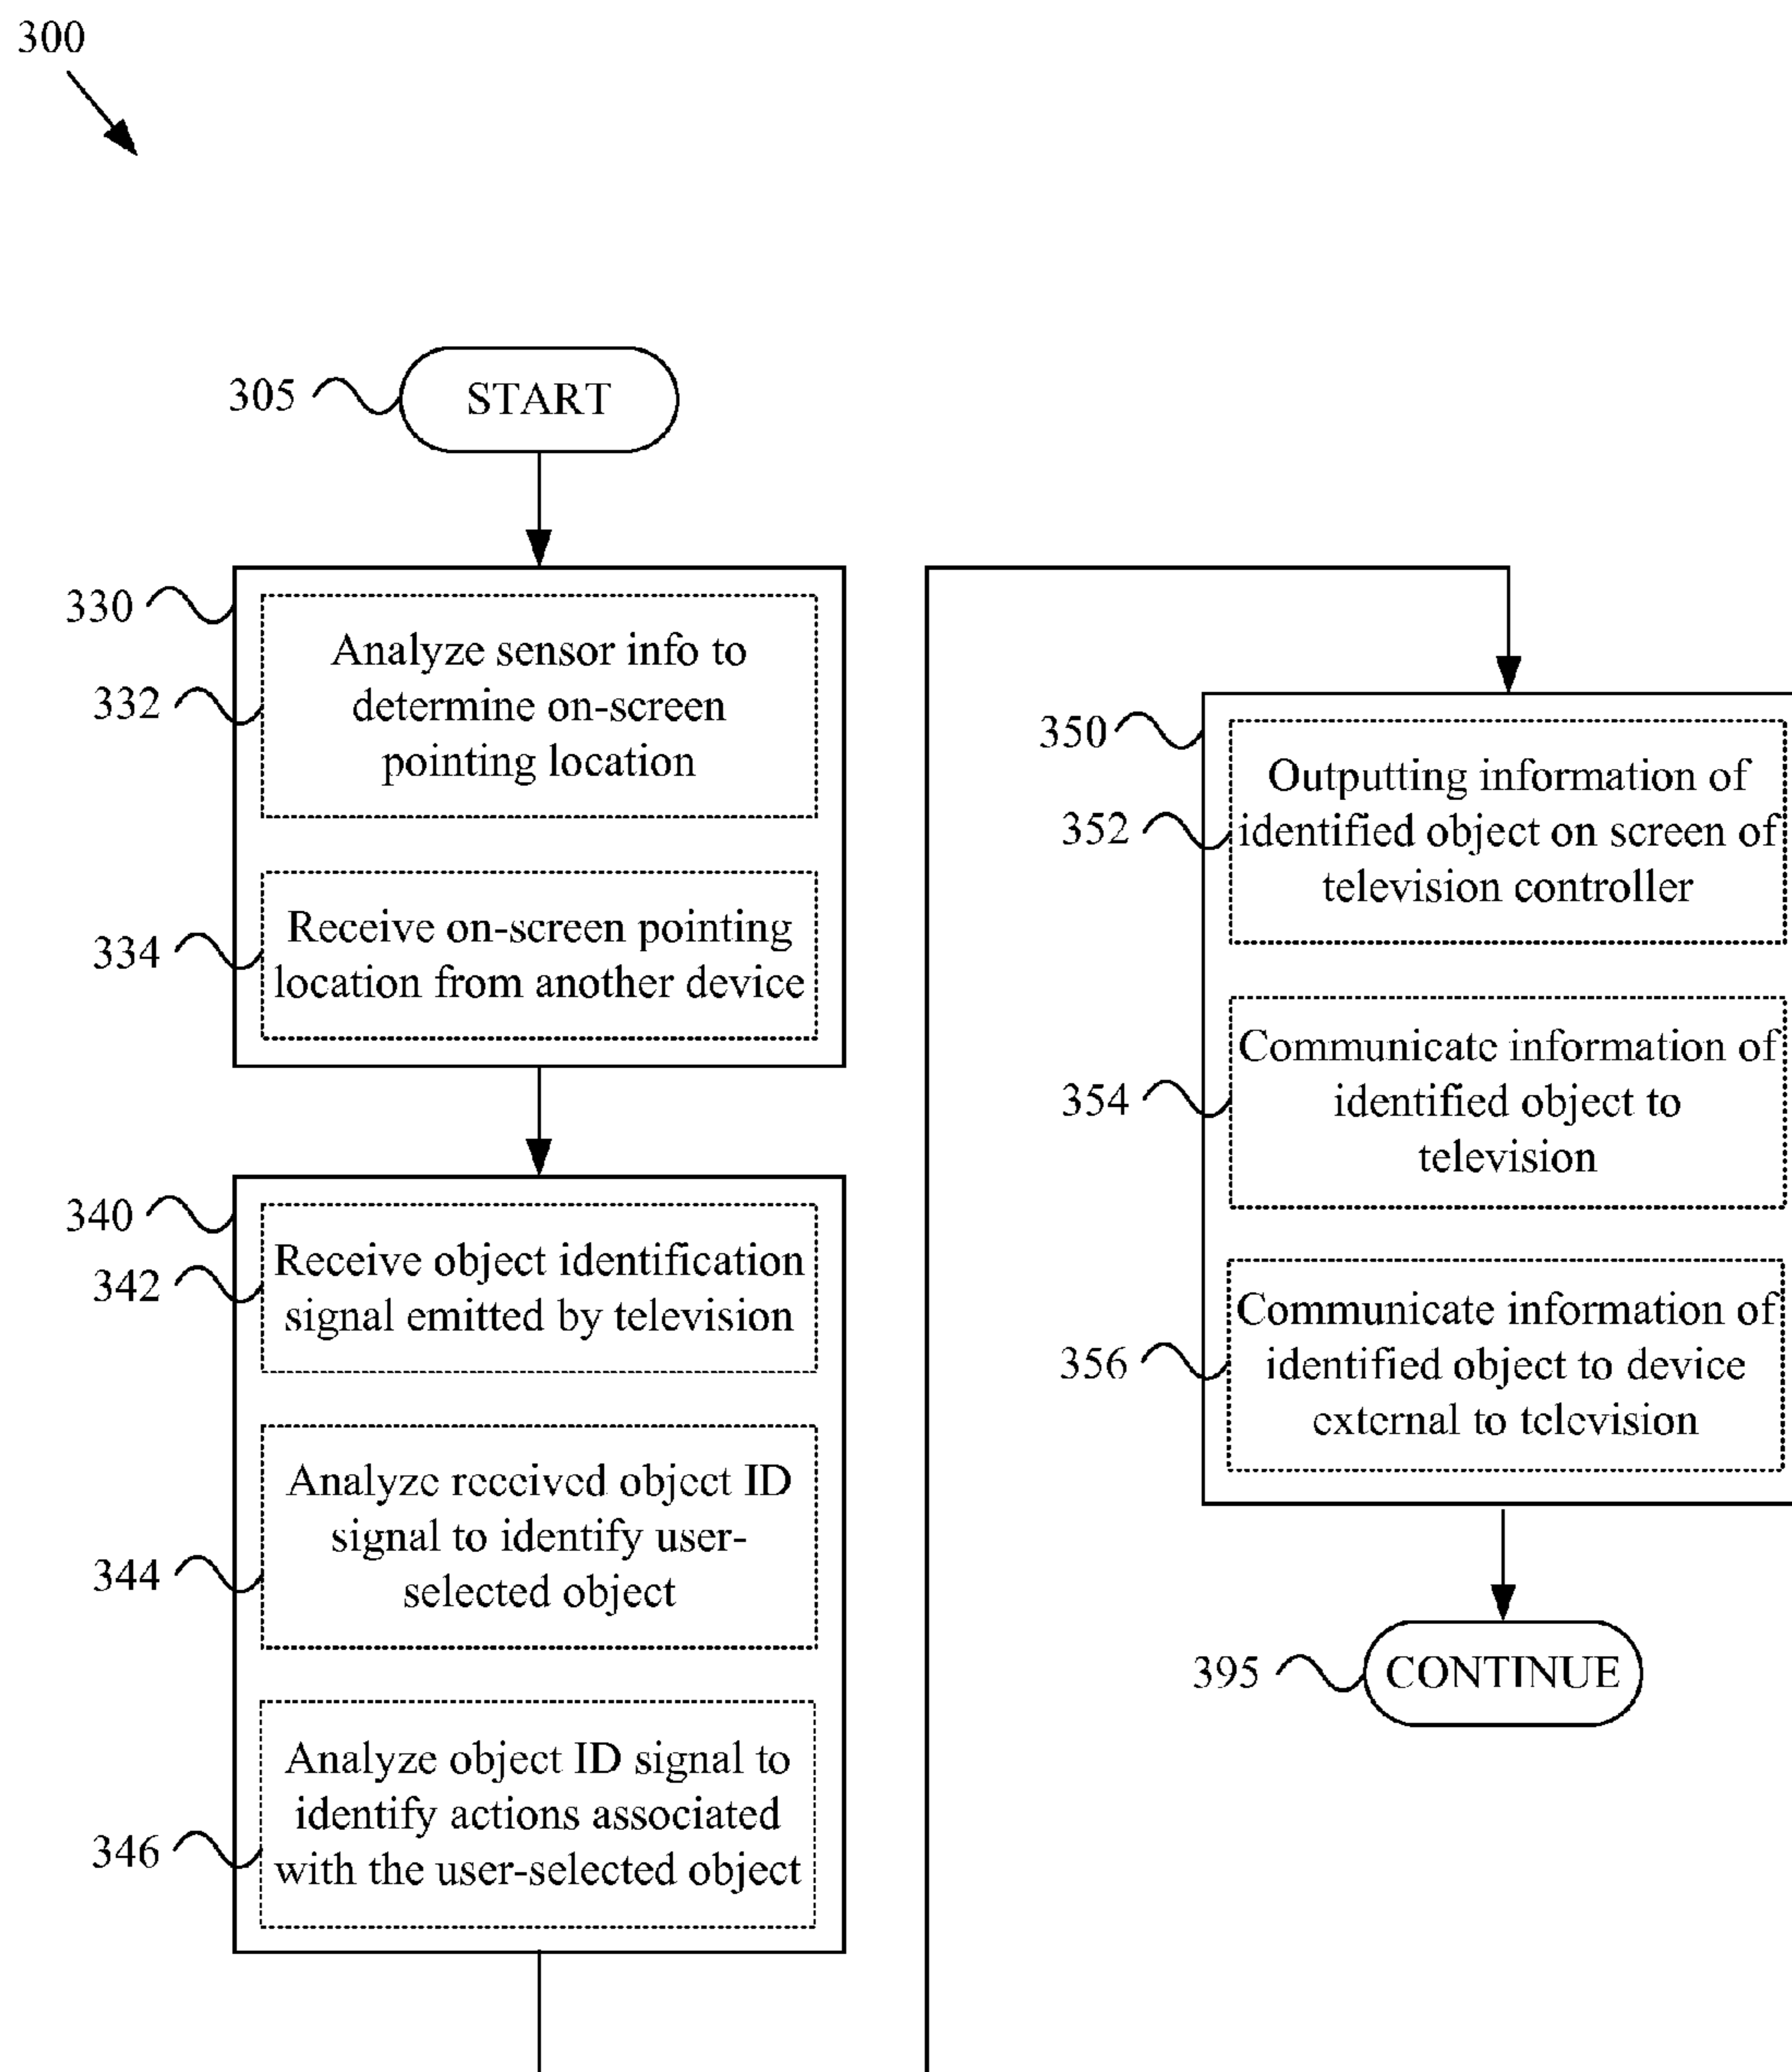 300
305
START
330
332
Analyze sensor info to
determine on-screen
pointing location
334
Receive on-screen pointing
location from another device
340
342
Receive object identification
signal emitted by television
344
Analyze received object ID
signal to identify user-
selected object
346
Analyze object ID signal to
identify actions associated
with the user-selected object
350
352
Outputting information of
identified object on screen of
television controller
354
Communicate information of
identified object to
television
356
Communicate information of
identified object to device
external to television
395
CONTINUE